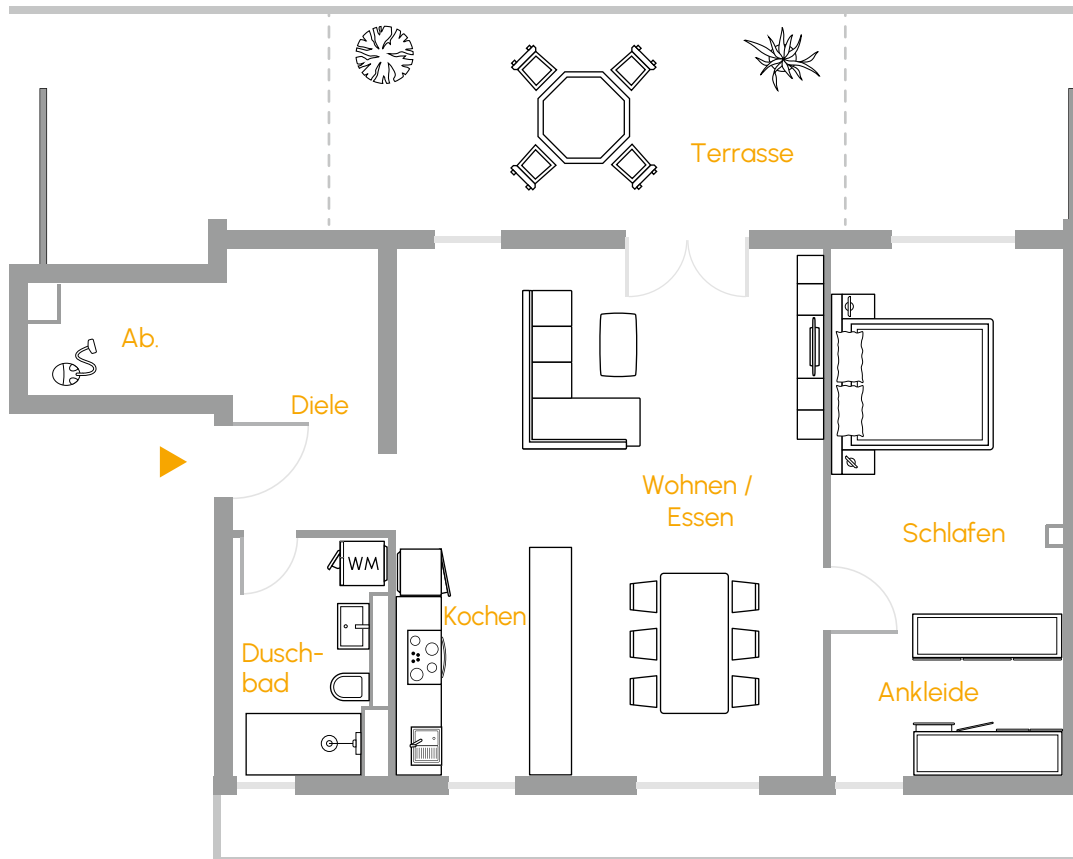 Terrasse
Ab.
Diele
Wohnen /
Essen
Schlafen
WM
Kochen
Dusch-
bad
Ankleide